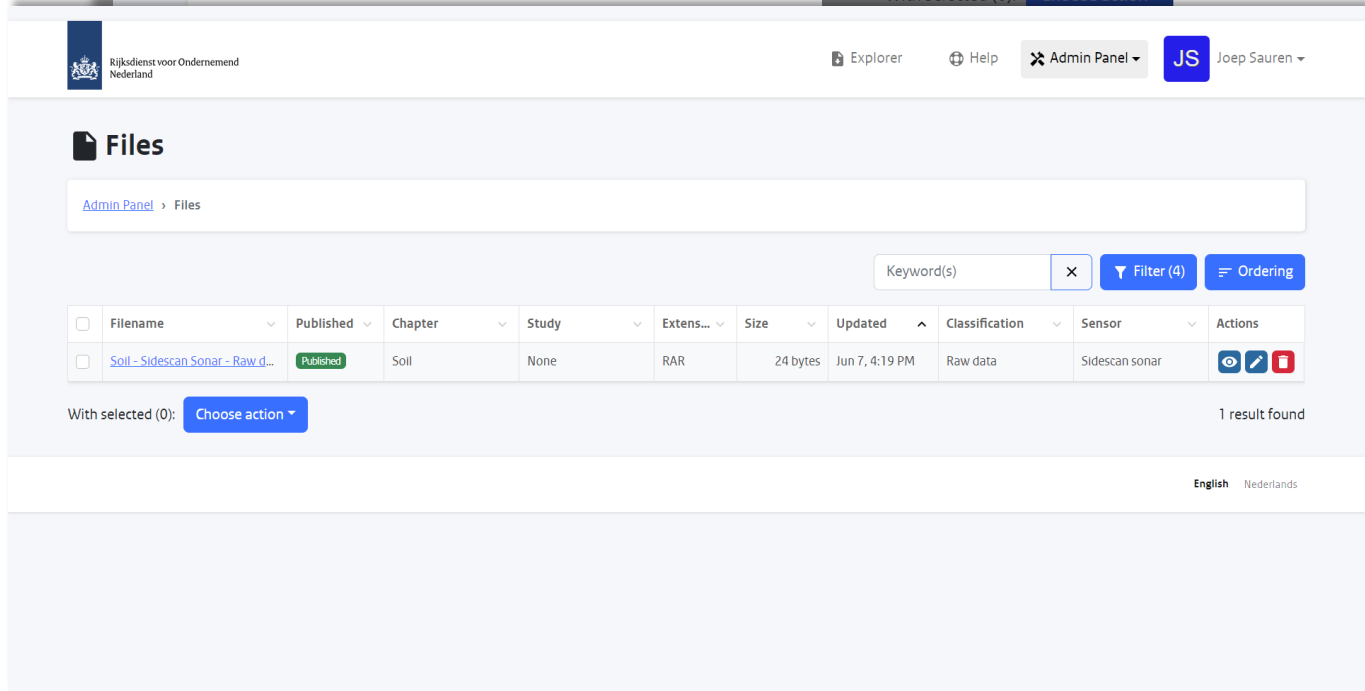 Rijksdienst voor Ondernemend
Nederland
Explorer
Help
Admin Panel
JS
Joep Sauren
Files
Admin Panel › Files
Keyword(s)
Filter (4)
Ordering
Filename Published Chapter Study Extens... Size Updated Classification Sensor Actions
Soil - Sidescan Sonar - Raw d... Published Soil None RAR 24 bytes Jun 7, 4:19 PM Raw data Sidescan sonar
With selected (0): Choose action
1 result found
English Nederlands